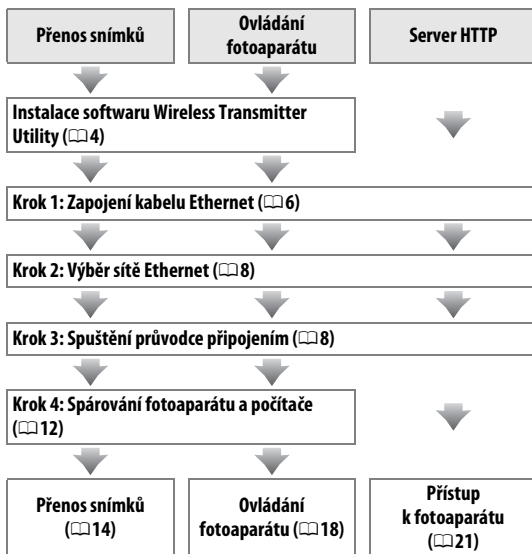 Přenos snímků
Ovládání
fotoaparátu
Server HTTP
Instalace softwaru Wireless Transmitter
Utility (📖4)
Krok 1: Zapojení kabelu Ethernet (📖6)
Krok 2: Výběr sítě Ethernet (📖8)
Krok 3: Spuštění průvodce připojením (📖8)
Krok 4: Spárování fotoaparátu a počítače
(📖12)
Přenos snímků
(📖14)
Ovládání
fotoaparátu (📖18)
Přístup
k fotoaparátu
(📖21)